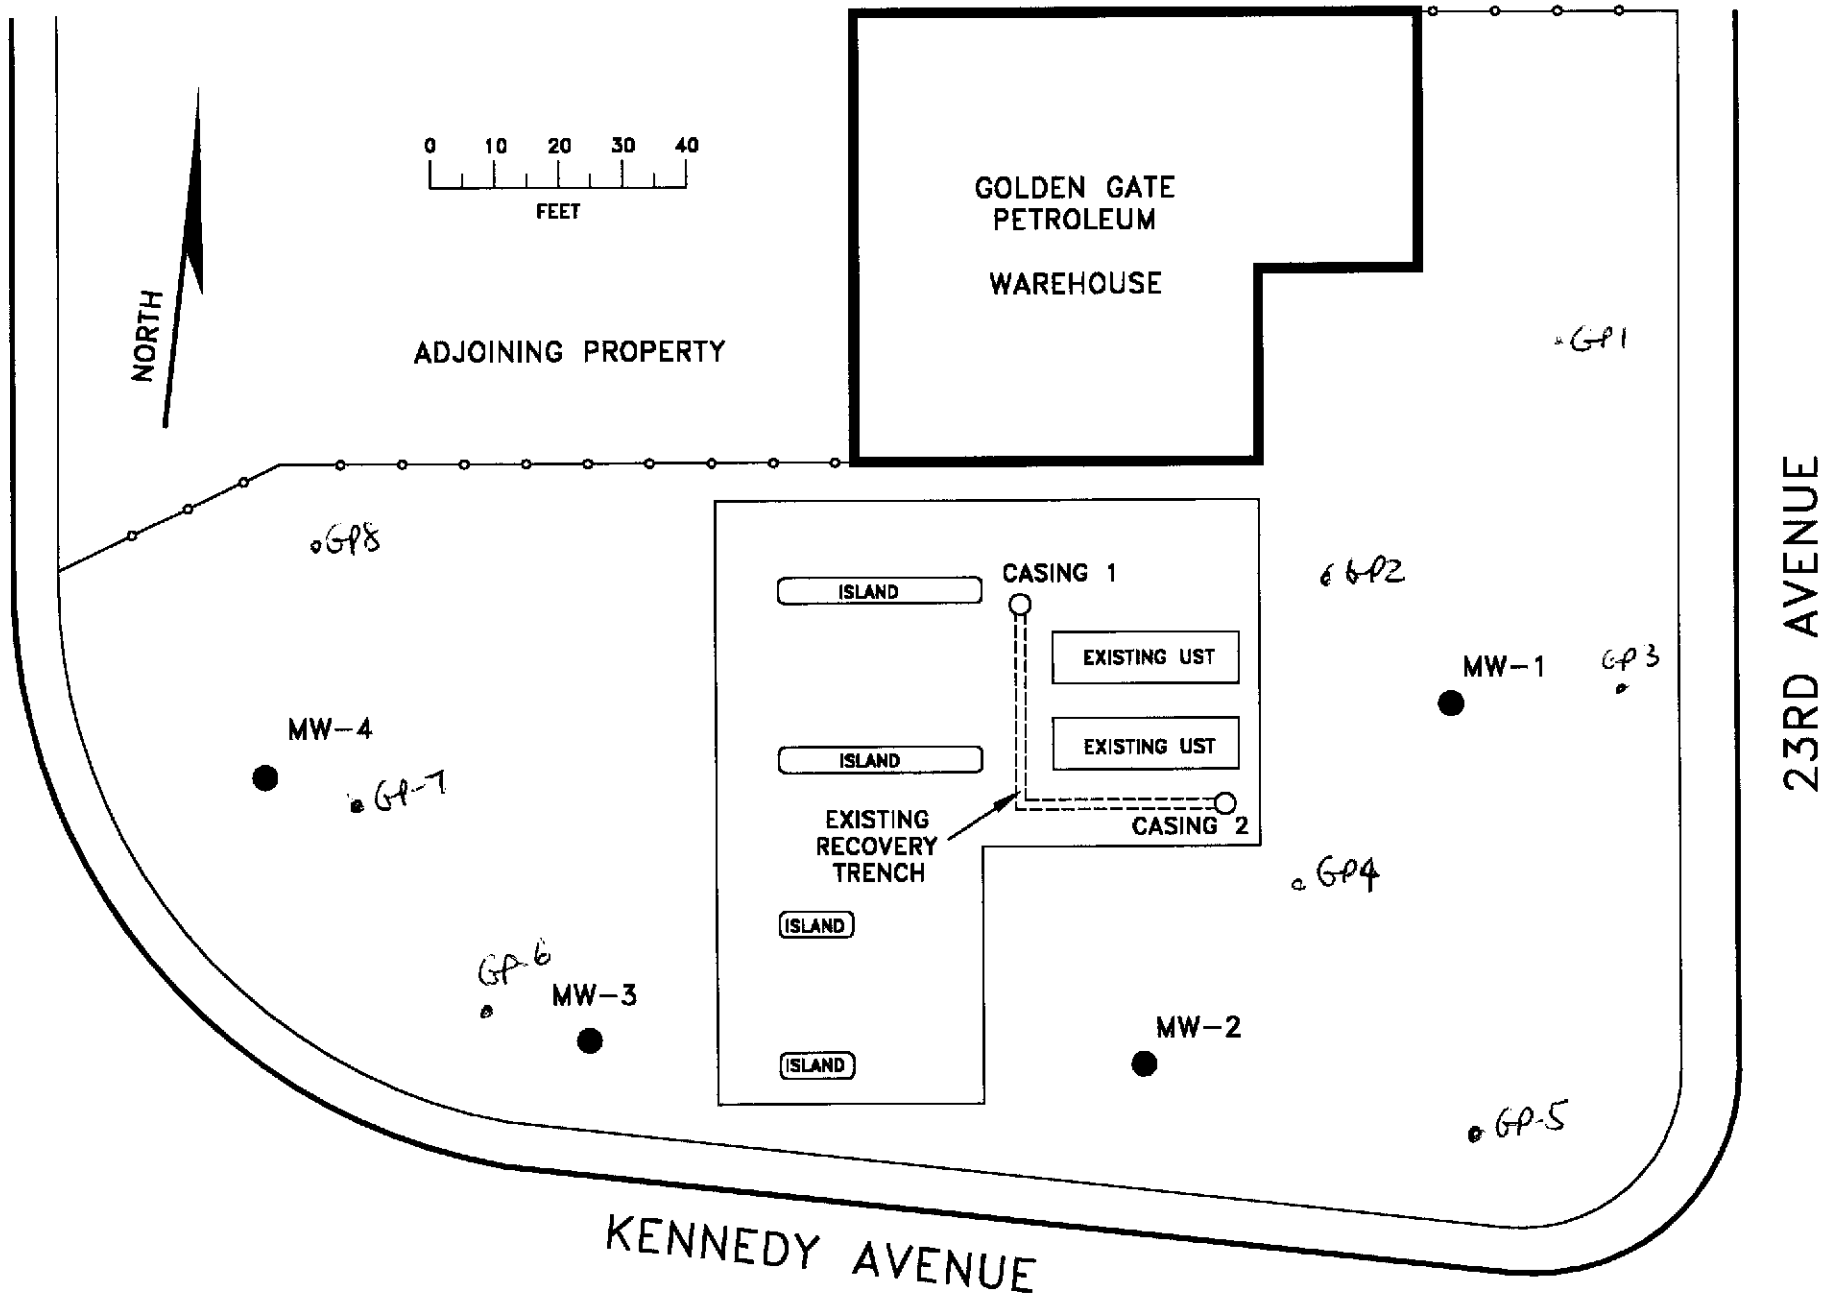 0 10 20 30 40
FEET
GOLDEN GATE
PETROLEUM
WAREHOUSE
NORTH
ADJOINING PROPERTY
GP1
23RD AVENUE
GP8
CASING 1
GP2
ISLAND
EXISTING UST
MW-1
GP3
MW-4
EXISTING UST
ISLAND
GP-7
EXISTING
RECOVERY
TRENCH
CASING 2
GP4
ISLAND
GP-6
MW-3
MW-2
ISLAND
GP-5
KENNEDY AVENUE